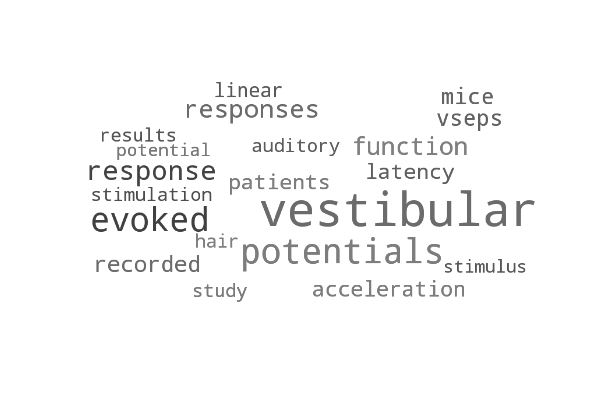 linear
mice
responses
vseps
results
auditory
function
potential
response
latency
patients
stimulation
vestibular
evoked
hair
potentials
recorded
stimulus
study
acceleration